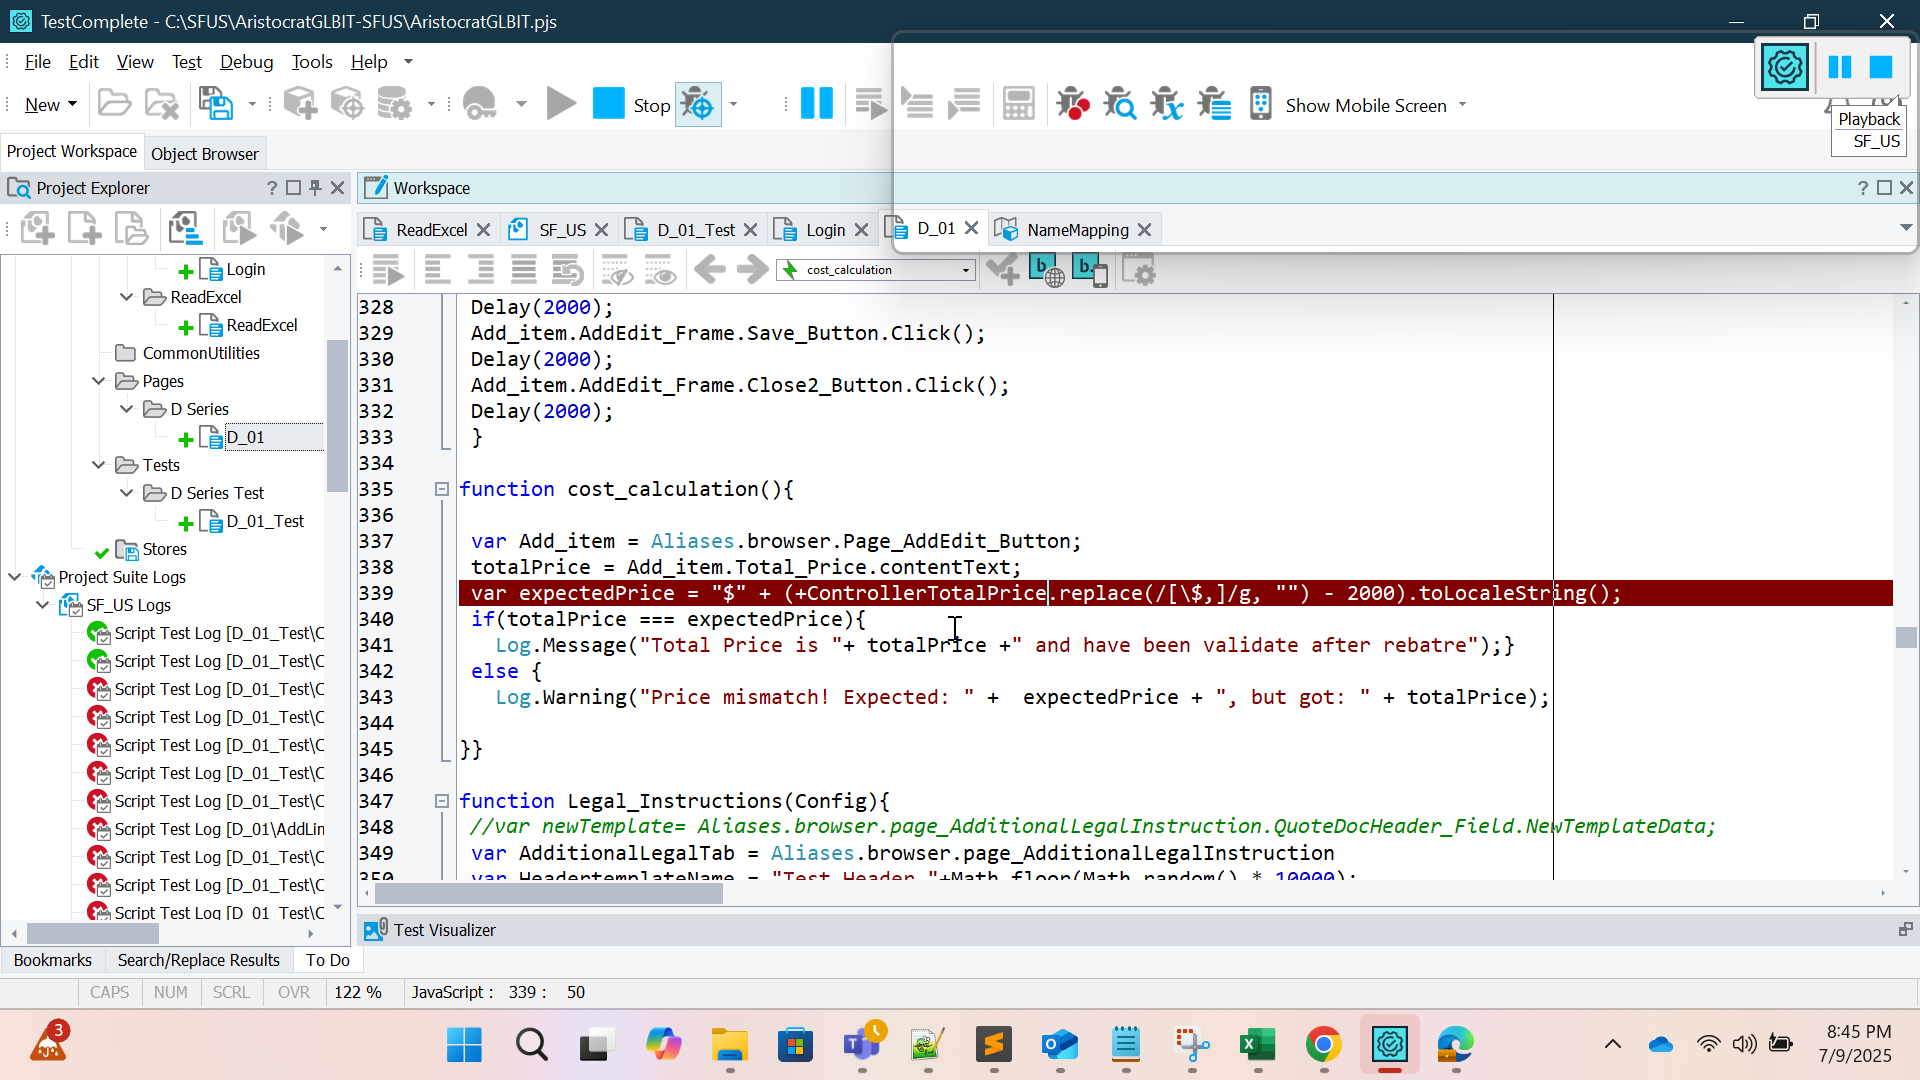 TestComplete - C:\SFUS\AristocratGLBIT-SFUS\AristocratGLBIT.pjs
File Edit View Test Debug Tools Help
New Stop Show Mobile Screen
Playback
SF_US
Project Workspace Object Browser
Project Explorer ?
Workspace ?
ReadExcel SF_US D_01_Test Login D_01 NameMapping
cost_calculation
Login
ReadExcel
ReadExcel
CommonUtilities
Pages
D Series
D_01
Tests
D Series Test
D_01_Test
Stores
Project Suite Logs
SF_US Logs
Script Test Log [D_01_Test\C
Script Test Log [D_01_Test\C
Script Test Log [D_01_Test\C
Script Test Log [D_01_Test\C
Script Test Log [D_01_Test\C
Script Test Log [D_01_Test\C
Script Test Log [D_01_Test\C
Script Test Log [D_01\AddLin
Script Test Log [D_01_Test\C
Script Test Log [D_01_Test\C
Script Test Log [D_01_Test\C
328 Delay(2000);
329 Add_item.AddEdit_Frame.Save_Button.Click();
330 Delay(2000);
331 Add_item.AddEdit_Frame.Close2_Button.Click();
332 Delay(2000);
333 }
334
335 function cost_calculation(){
336
337 var Add_item = Aliases.browser.Page_AddEdit_Button;
338 totalPrice = Add_item.Total_Price.contentText;
339 var expectedPrice = "$" + (+ControllerTotalPrice.replace(/[\$,]/g, "") - 2000).toLocaleString();
340 if(totalPrice === expectedPrice){
341 Log.Message("Total Price is "+ totalPrice +" and have been validate after rebatre");}
342 else {
343 Log.Warning("Price mismatch! Expected: " + expectedPrice + ", but got: " + totalPrice);
344
345 }}
346
347 function Legal_Instructions(Config){
348 //var newTemplate= Aliases.browser.page_AdditionalLegalInstruction.QuoteDocHeader_Field.NewTemplateData;
349 var AdditionalLegalTab = Aliases.browser.page_AdditionalLegalInstruction
350 var HeadertemplateName = "Test Header "+Math.floor(Math.random() * 10000);
Test Visualizer
Bookmarks Search/Replace Results To Do
CAPS NUM SCRL OVR 122 % JavaScript : 339 : 50
3
8:45 PM
7/9/2025